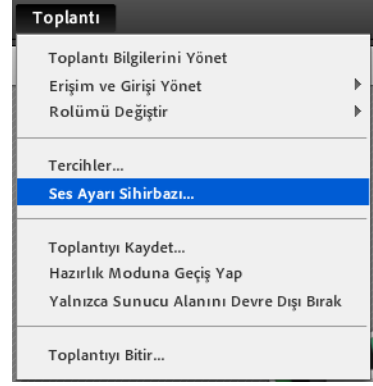 Toplantı
Toplantı Bilgilerini Yönet
Erişim ve Girişi Yönet
Rolümü Değiştir
Tercihler...
Ses Ayarı Sihirbazı...
Toplantıyı Kaydet...
Hazırlık Moduna Geçiş Yap
Yalnızca Sunucu Alanını Devre Dışı Bırak
Toplantıyı Bitir...